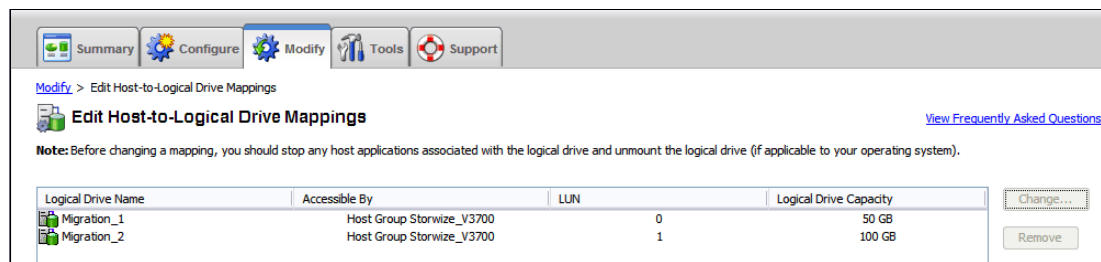 Summary Configure Modify Tools Support
Modify > Edit Host-to-Logical Drive Mappings
Edit Host-to-Logical Drive Mappings
View Frequently Asked Questions
Note: Before changing a mapping, you should stop any host applications associated with the logical drive and unmount the logical drive (if applicable to your operating system).
Logical Drive Name Accessible By LUN Logical Drive Capacity Change...
Migration_1 Host Group Storwize_V3700 0 50 GB
Migration_2 Host Group Storwize_V3700 1 100 GB Remove